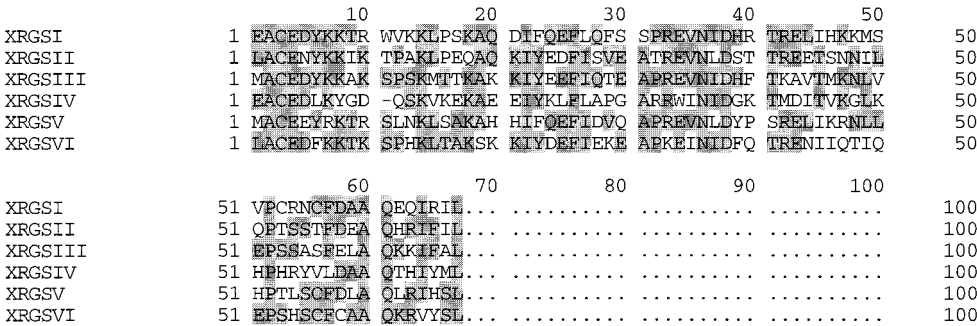 10 20 30 40 50
XRGSI 1 EACEDYKKTR WVKKLPSKAQ DIFQEFLQFS SPREVNIDHR TRELIHKKMS 50
XRGSII 1 LACENYKKIK TPAKLPEQAQ KIYEDFISVE ATREVNLDST TREETSNNIL 50
XRGSIII 1 MACEDYKKAK SPSKMTTKAK KIYEEFIQTE APREVNIDHF TKAVTMKNLV 50
XRGSIV 1 EACEDLKYGD -QSKVKEKAE EIYKLFLAPG ARRWINIDGK TMDITVKGLK 50
XRGSV 1 MACEEYRKTR SLNKLSAKAH HIFQEFIDVQ APREVNLDYP SRELIKRNLL 50
XRGSVI 1 LACEDFKKTK SPHKLTAKSK KIYDEFIEKE APKEINIDFQ TRENIIQTIQ 50
60 70 80 90 100
XRGSI 51 VPCRNCFDAA QEQIRIL... .......... .......... .......... 100
XRGSII 51 QPTSSTFDEA QHRIFIL... .......... .......... .......... 100
XRGSIII 51 EPSSASFELA QKKIFAL... .......... .......... .......... 100
XRGSIV 51 HPHRYVLDAA QTHIYML... .......... .......... .......... 100
XRGSV 51 HPTLSCFDLA QLRIHSL... .......... .......... .......... 100
XRGSVI 51 EPSHSCFCAA QKRVYSL... .......... .......... .......... 100